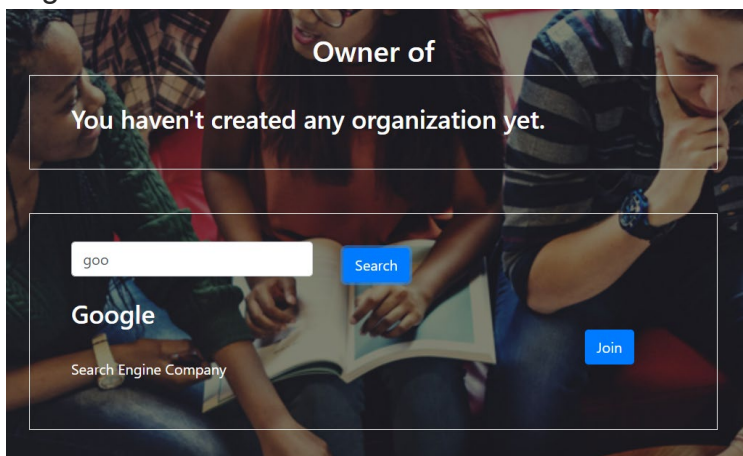 Owner of
You haven't created any organization yet.
goo
Search
Google
Join
Search Engine Company